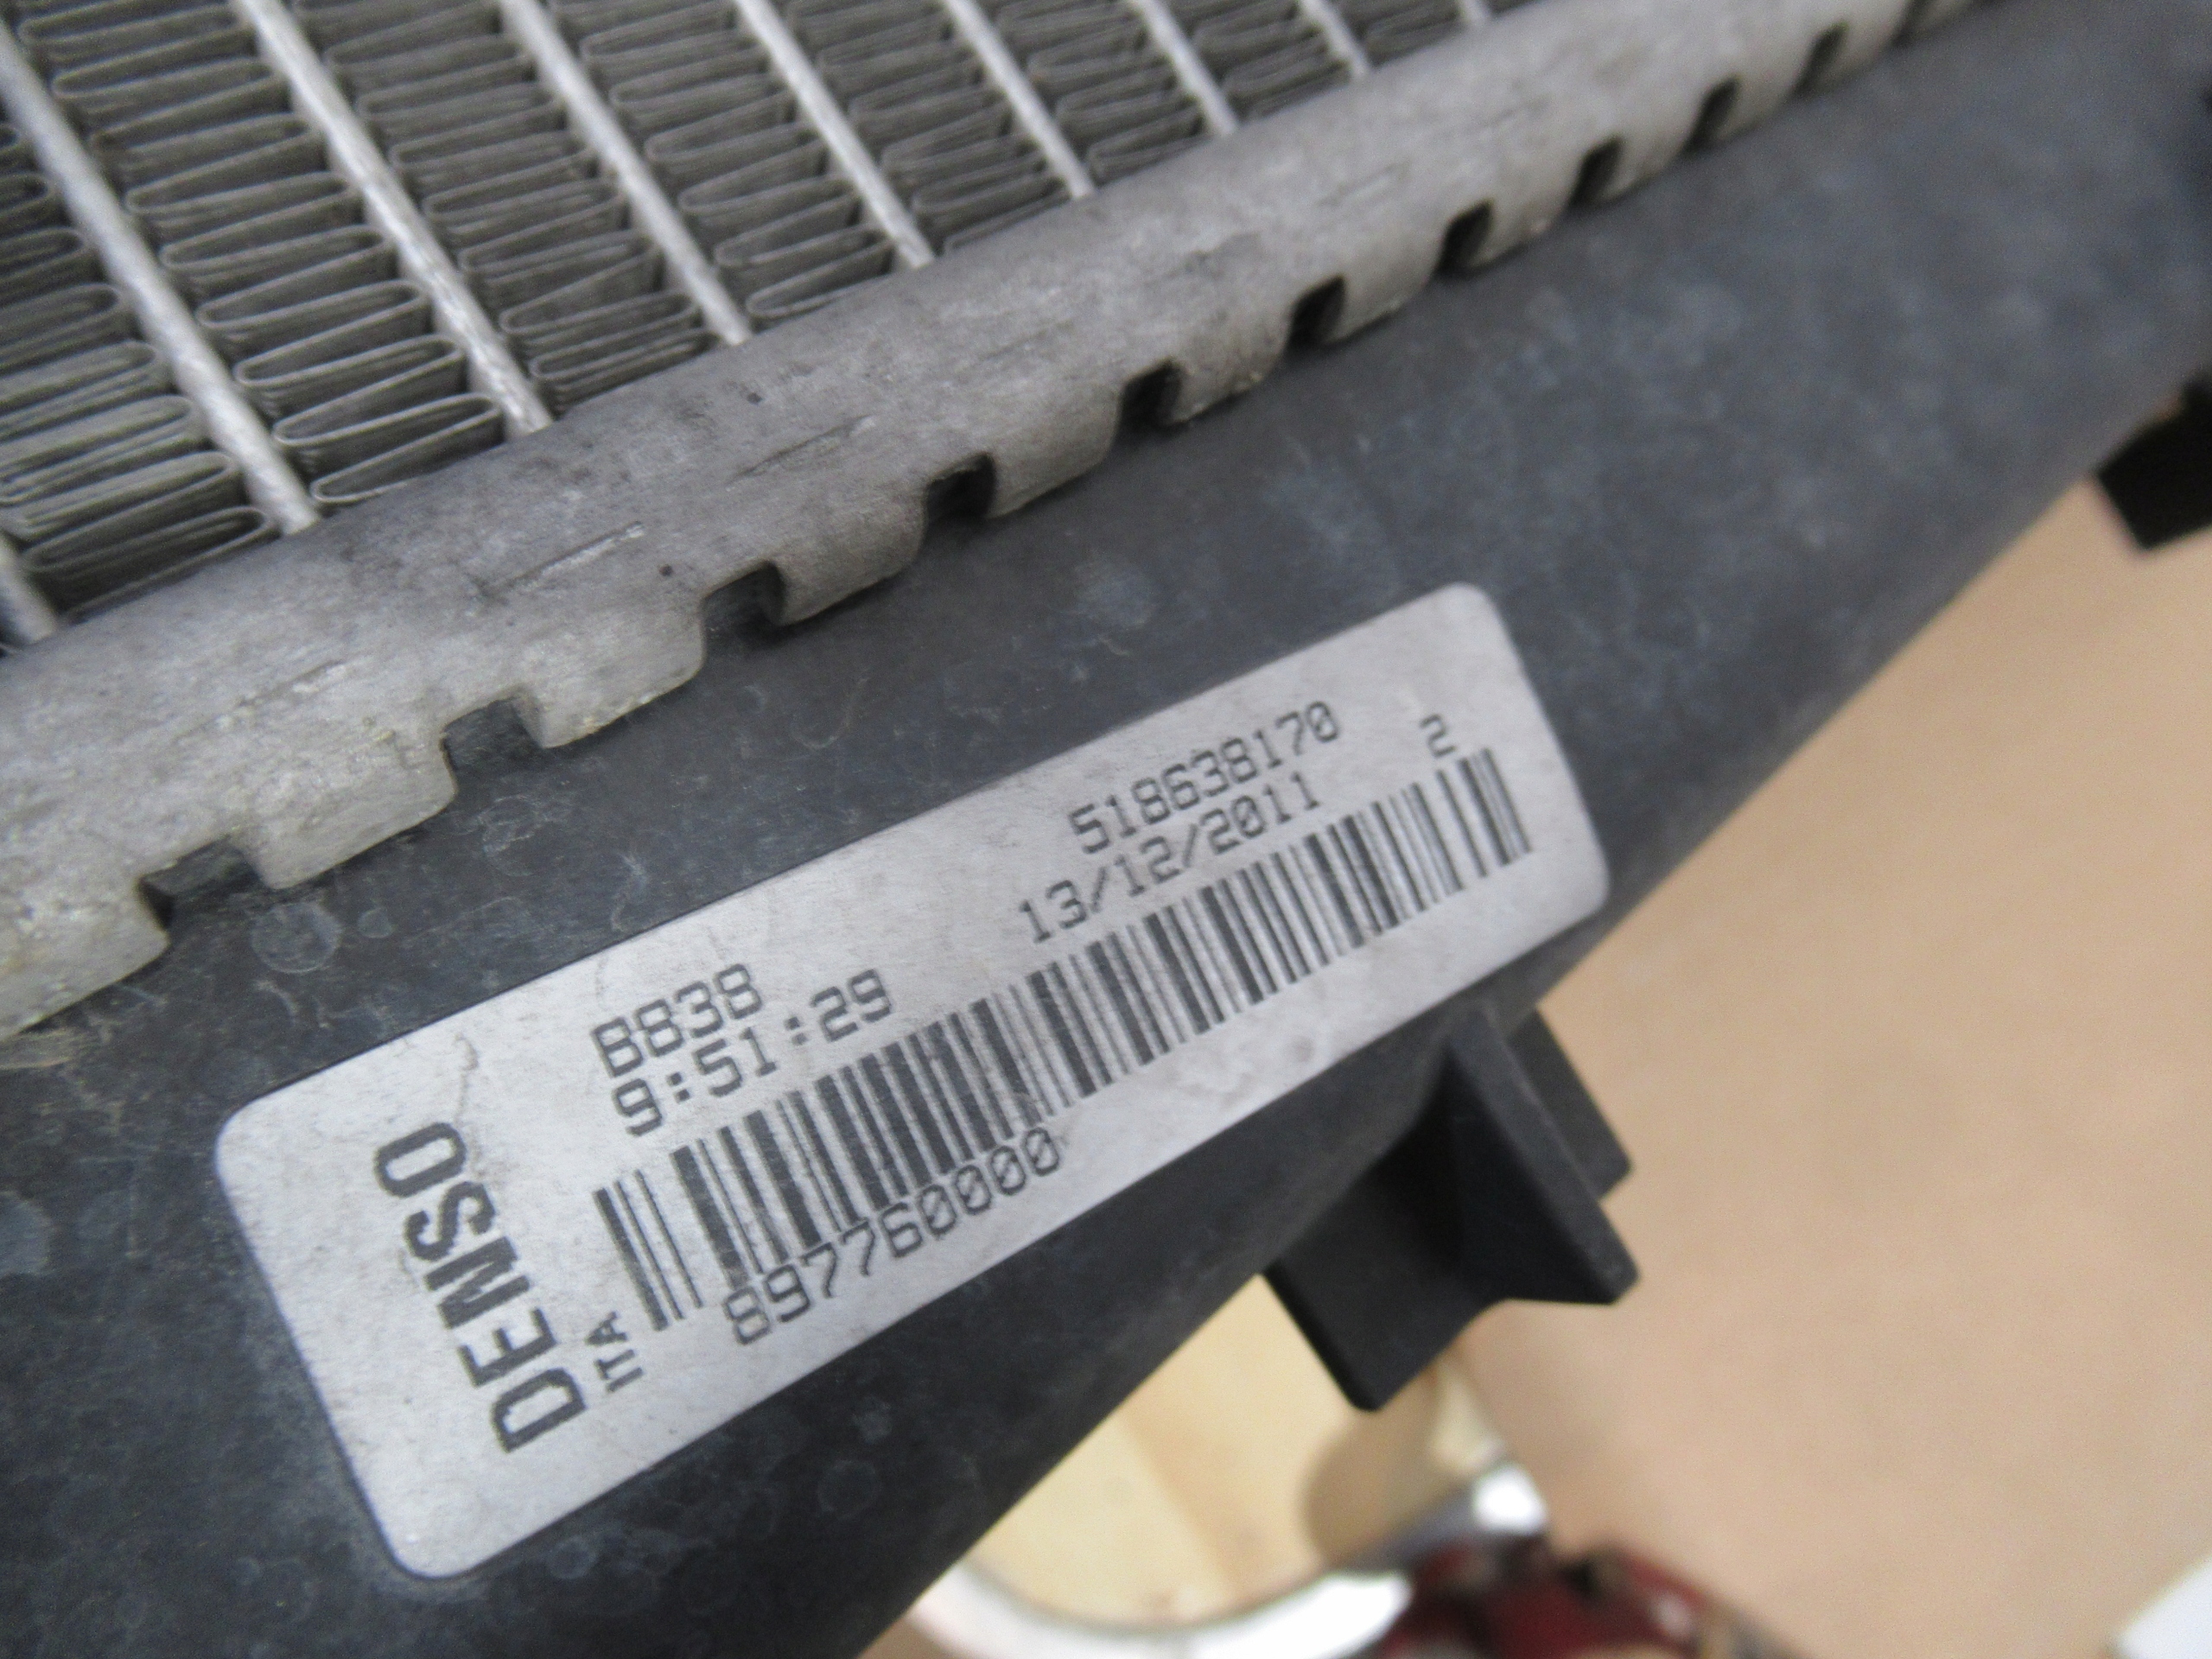 DENSO
ITA
B838 518638170
9:51:29 13/12/2011 2
897760000